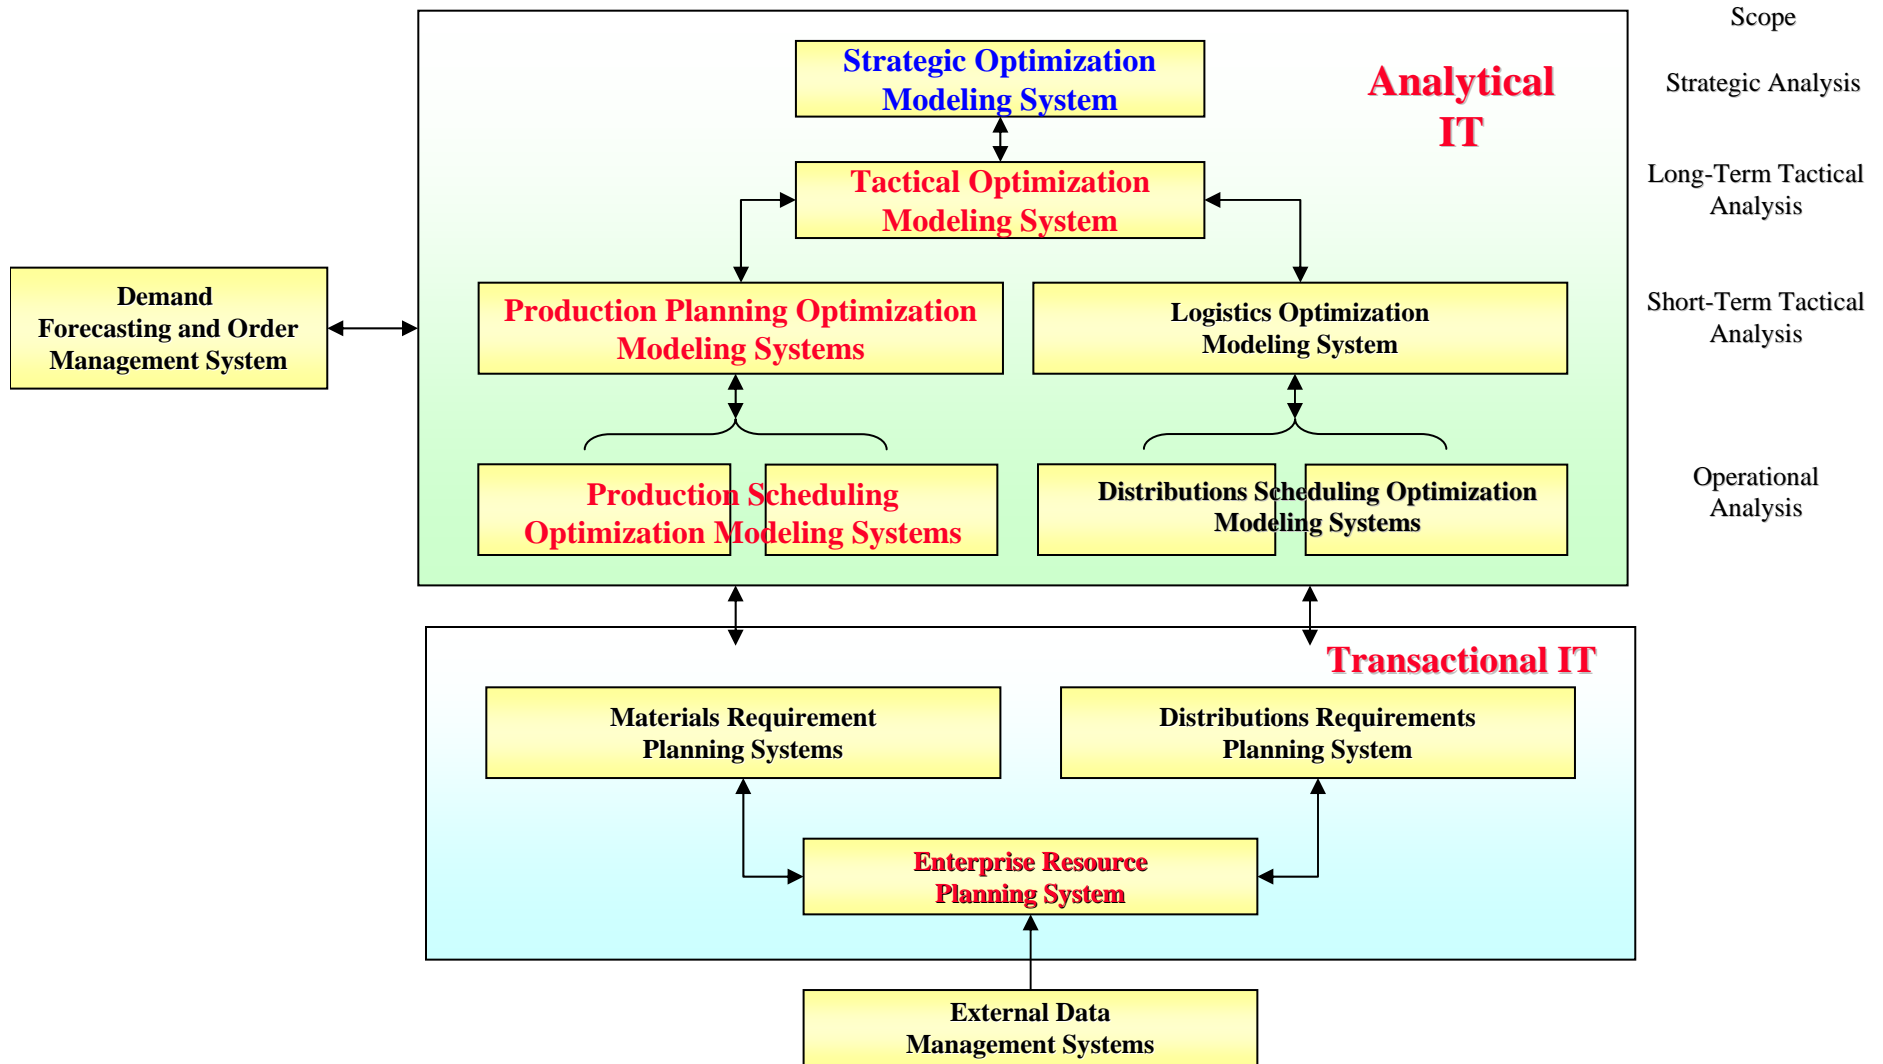 Scope
Strategic Optimization
Modeling System
Analytical
IT
Strategic Analysis
Tactical Optimization
Modeling System
Long-Term Tactical
Analysis
Demand
Forecasting and Order
Management System
Production Planning Optimization
Modeling Systems
Logistics Optimization
Modeling System
Short-Term Tactical
Analysis
Production Scheduling
Optimization Modeling Systems
Distributions Scheduling Optimization
Modeling Systems
Operational
Analysis
Transactional IT
Materials Requirement
Planning Systems
Distributions Requirements
Planning System
Enterprise Resource
Planning System
External Data
Management Systems